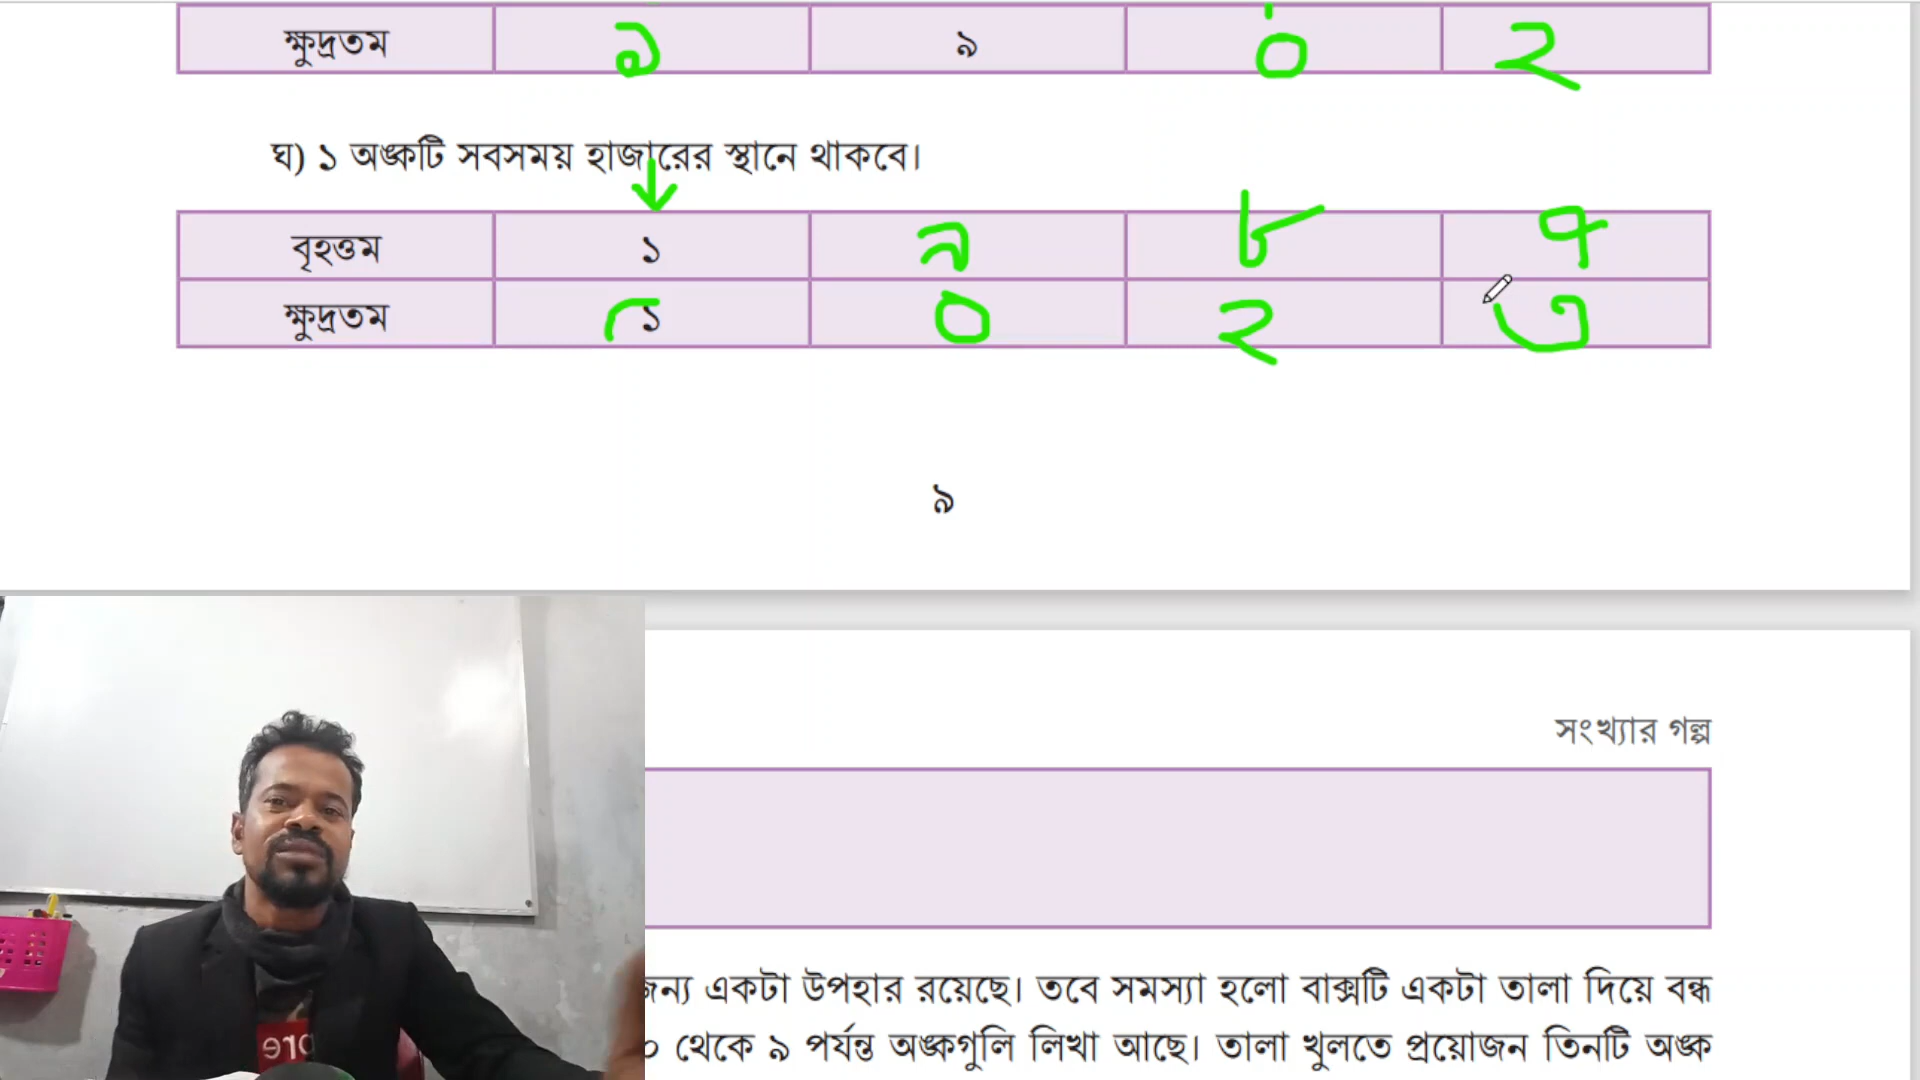 ক্ষুদ্রতম ১ ৯ ০ ২
ঘ) ১ অঙ্কটি সবসময় হাজারের স্থানে থাকবে।
বৃহত্তম ১ ৯ ৮ ৭
ক্ষুদ্রতম ১ ০ ২ ৩
৯
সংখ্যার গল্প
জন্য একটা উপহার রয়েছে। তবে সমস্যা হলো বাক্সটি একটা তালা দিয়ে বন্ধ
০ থেকে ৯ পর্যন্ত অঙ্কগুলি লিখা আছে। তালা খুলতে প্রয়োজন তিনটি অঙ্ক